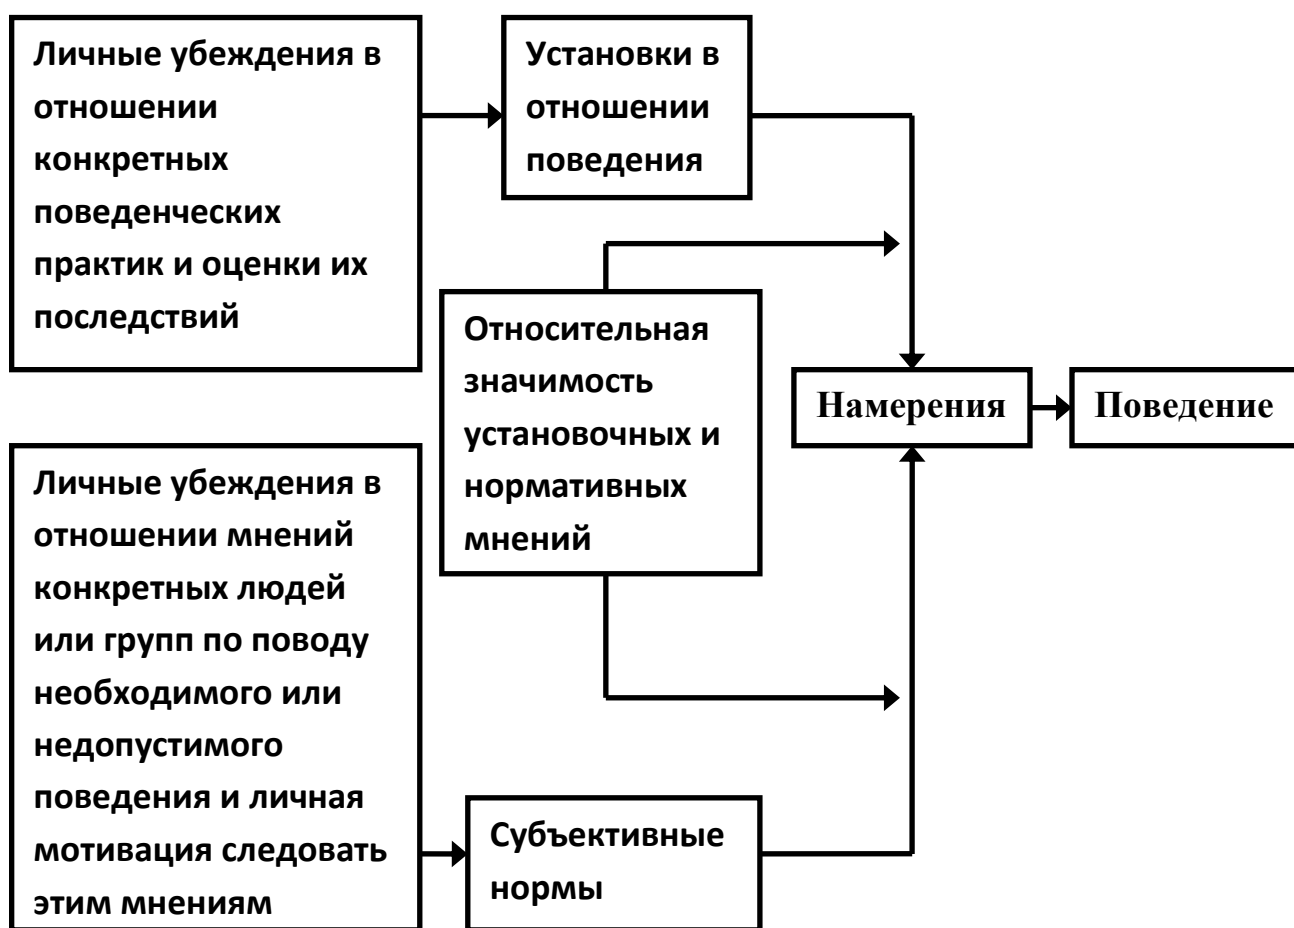 Личные убеждения в
отношении
конкретных
поведенческих
практик и оценки их
последствий
Установки в
отношении
поведения
Относительная
значимость
установочных и
нормативных
мнений
Намерения
Поведение
Личные убеждения в
отношении мнений
конкретных людей
или групп по поводу
необходимого или
недопустимого
поведения и личная
мотивация следовать
этим мнениям
Субъективные
нормы